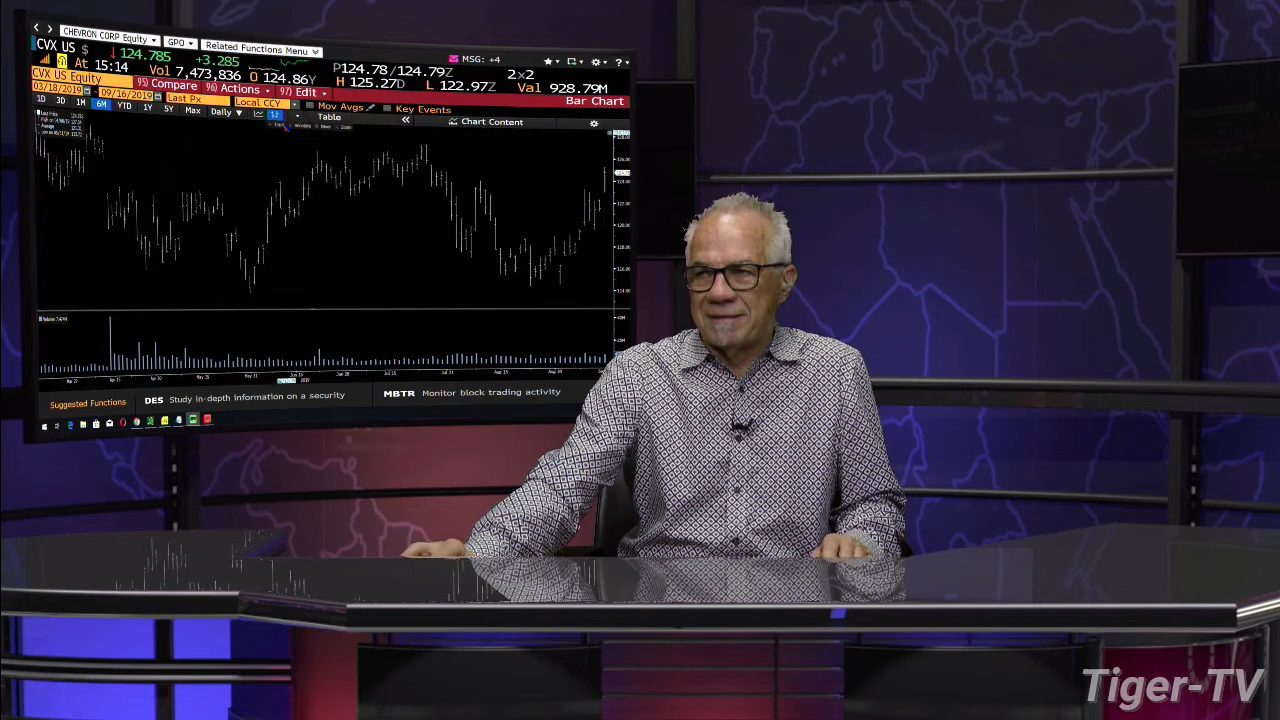 CHEVRON CORP Equity GPO Related Functions Menu
CVX US $ 124.785 +3.285 P124.78/124.79Z 2×2 MSG: +4
At 15:14 Vol 7,473,836 O 124.86Y H 125.27D L 122.97Z Val 928.79M
CVX US Equity 95) Compare 96) Actions 97) Edit Bar Chart
03/18/2019 09/16/2019 Last Px Local CCY Mov Avgs Key Events
1D 3D 1M 6M YTD 1Y 5Y Max Daily Table Chart Content
Volume
Suggested Functions DES Study in-depth information on a security MBTR Monitor block trading activity
Tiger-TV